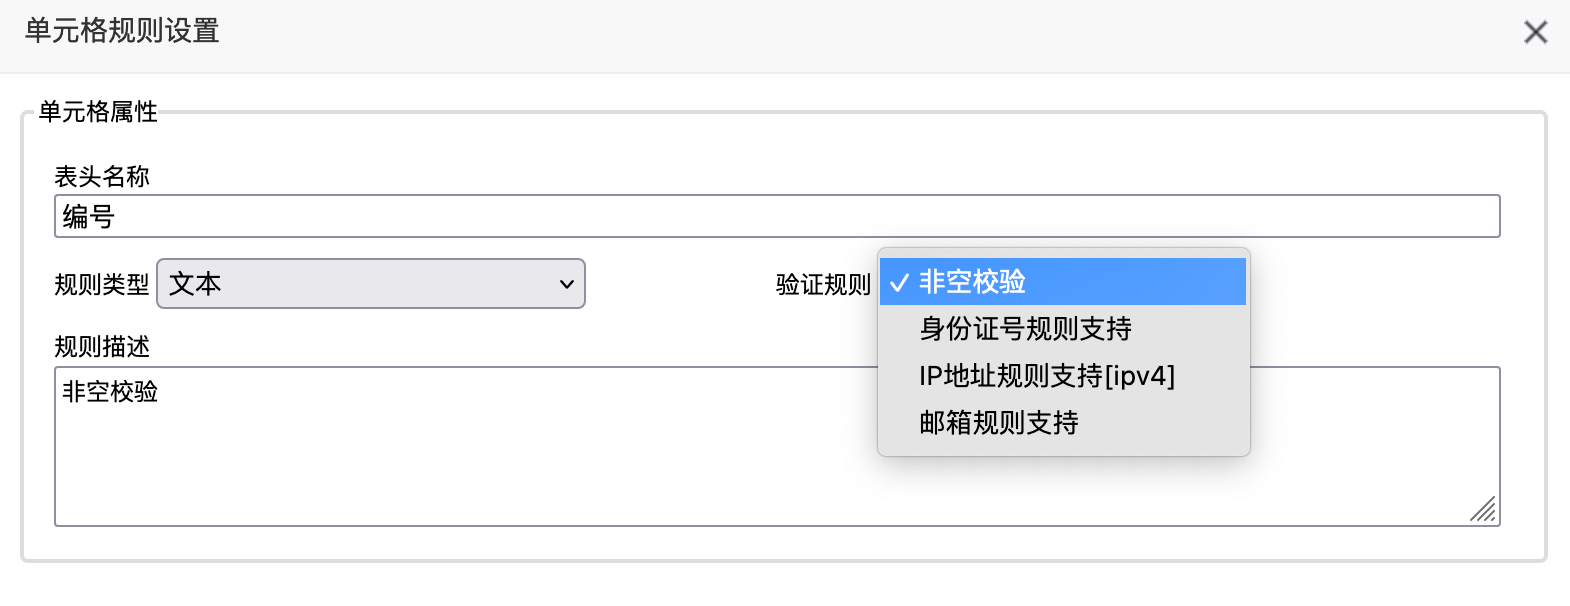 单元格规则设置
单元格属性
表头名称
编号
规则类型 文本 验证规则 非空校验
身份证号规则支持
IP地址规则支持[ipv4]
邮箱规则支持
规则描述
非空校验